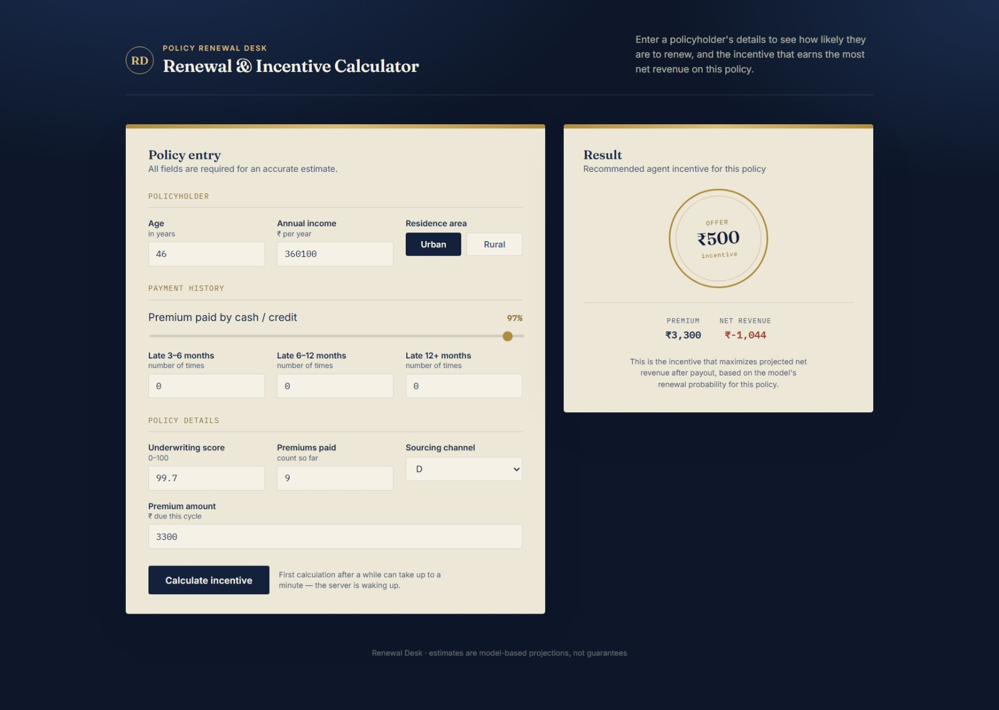 RD
POLICY RENEWAL DESK
Renewal & Incentive Calculator
Enter a policyholder's details to see how likely they
are to renew, and the incentive that earns the most
net revenue on this policy.
Policy entry
All fields are required for an accurate estimate.
POLICYHOLDER
Age
in years
46
Annual income
₹ per year
360100
Residence area
Urban
Rural
PAYMENT HISTORY
Premium paid by cash / credit
97%
Late 3–6 months
number of times
0
Late 6–12 months
number of times
0
Late 12+ months
number of times
0
POLICY DETAILS
Underwriting score
0–100
99.7
Premiums paid
count so far
9
Sourcing channel
D
Premium amount
₹ due this cycle
3300
Calculate incentive
First calculation after a while can take up to a
minute — the server is waking up.
Result
Recommended agent incentive for this policy
OFFER
₹500
incentive
PREMIUM
₹3,300
NET REVENUE
₹-1,044
This is the incentive that maximizes projected net
revenue after payout, based on the model's
renewal probability for this policy.
Renewal Desk · estimates are model-based projections, not guarantees